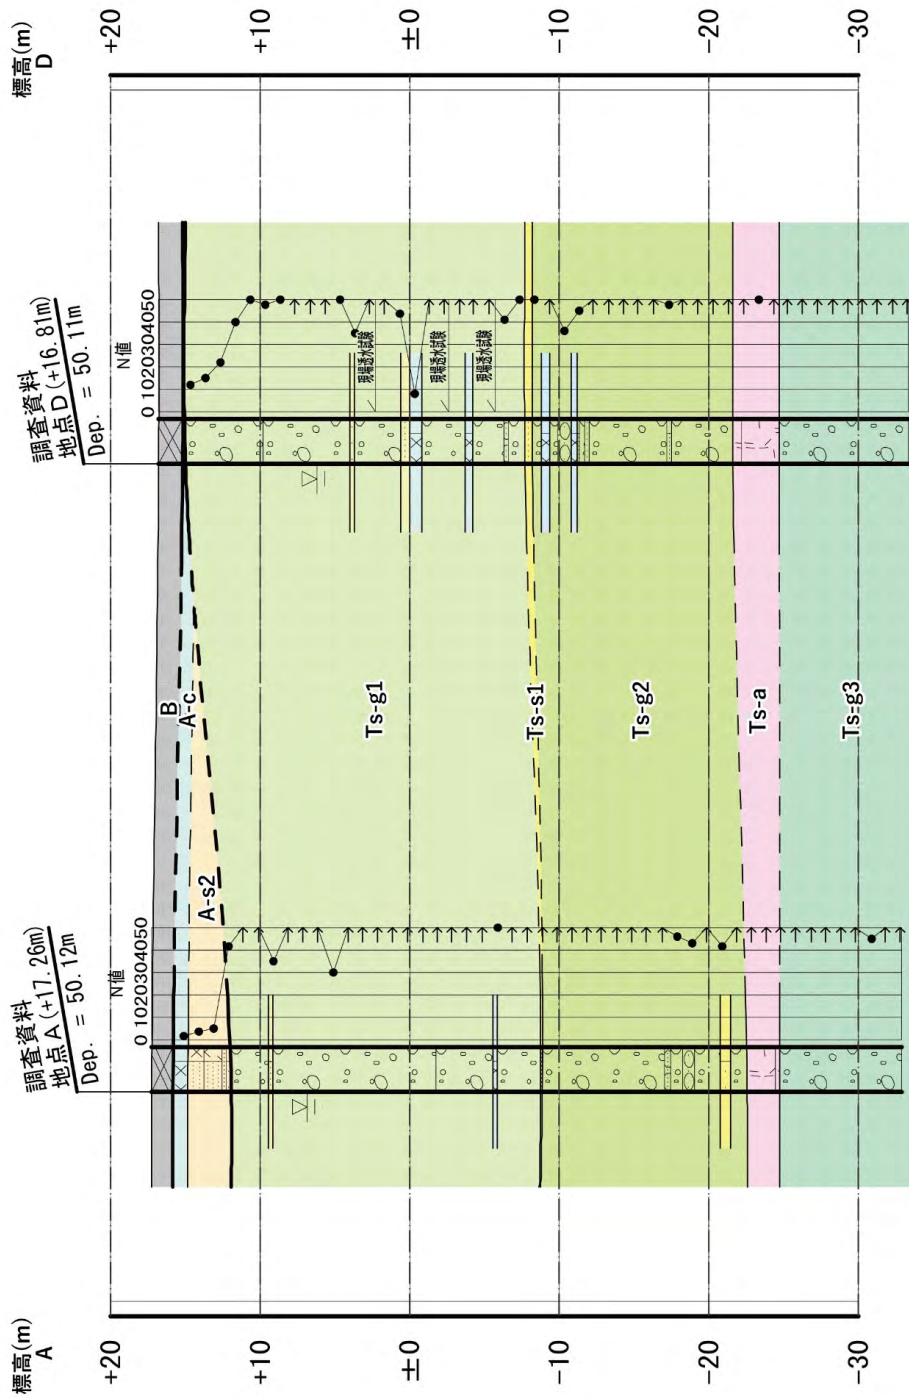 標高(m)
A
+20
+10
±0
-10
-20
-30
調査資料
地点A(+17.26m)
Dep. = 50.12m
N値
0 1020304050
B
A-c
A-s2
Ts-g1
Ts-s1
Ts-g2
Ts-a
Ts-g3
調査資料
地点D(+16.81m)
Dep. = 50.11m
N値
0 1020304050
現場透水試験
現場透水試験
現場透水試験
標高(m)
D
+20
+10
±0
-10
-20
-30